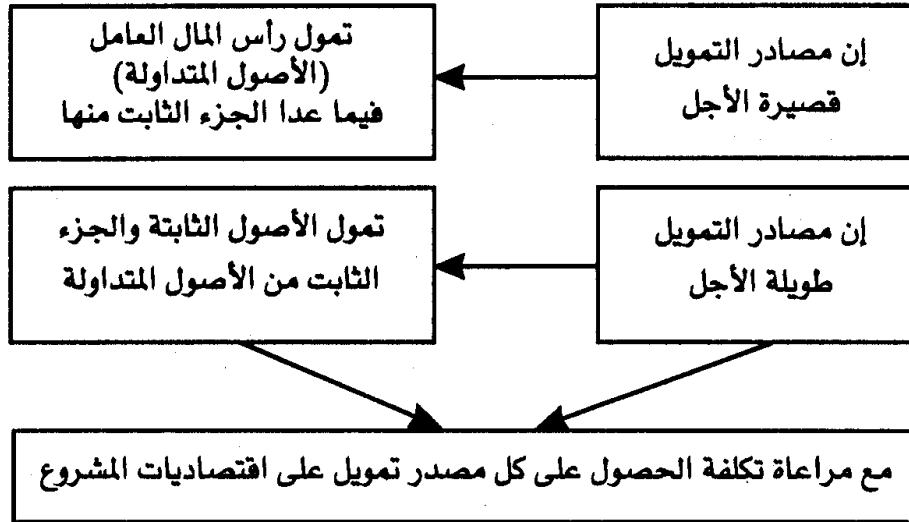 إن مصادر التمويل
قصيرة الأجل
تمول رأس المال العامل
(الأصول المتداولة)
فيما عدا الجزء الثابت منها
إن مصادر التمويل
طويلة الأجل
تمول الأصول الثابتة والجزء
الثابت من الأصول المتداولة
مع مراعاة تكلفة الحصول على كل مصدر تمويل على اقتصاديات المشروع